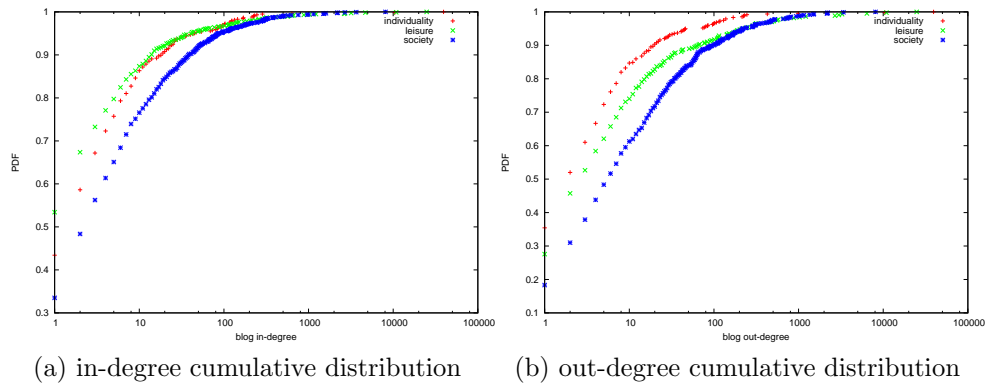 1
individuality
leisure
society
0.9
0.8
0.7
0.6
0.5
0.4
0.3
PDF
1 10 100 1000 10000 100000
blog in-degree
(a) in-degree cumulative distribution
1
individuality
leisure
society
0.9
0.8
0.7
0.6
0.5
0.4
0.3
0.2
0.1
PDF
1 10 100 1000 10000 100000
blog out-degree
(b) out-degree cumulative distribution